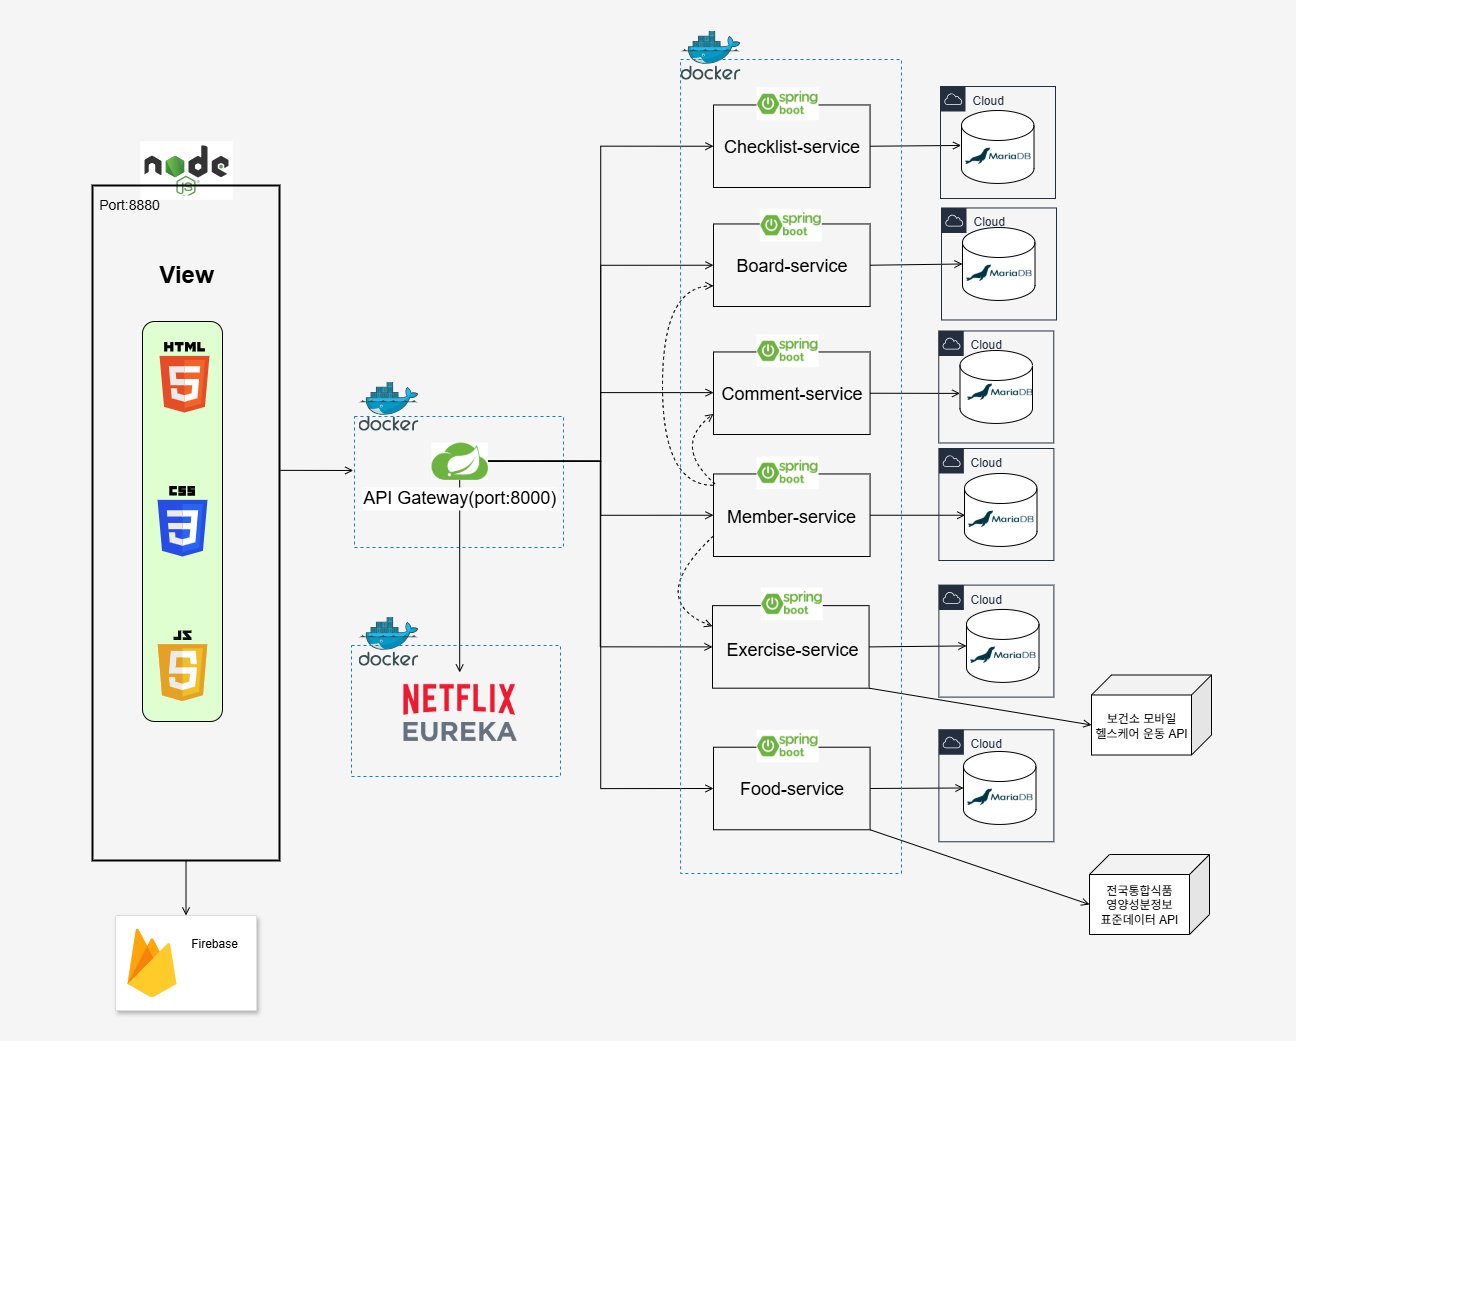 node
JS
Port:8880
View
HTML
5
CSS
3
JS
5
Firebase
docker
API Gateway(port:8000)
docker
NETFLIX
EUREKA
docker
spring
boot
Checklist-service
Cloud
MariaDB
spring
boot
Board-service
Cloud
MariaDB
spring
boot
Comment-service
Cloud
MariaDB
spring
boot
Member-service
Cloud
MariaDB
spring
boot
Exercise-service
Cloud
MariaDB
보건소 모바일
헬스케어 운동 API
spring
boot
Food-service
Cloud
MariaDB
전국통합식품
영양성분정보
표준데이터 API